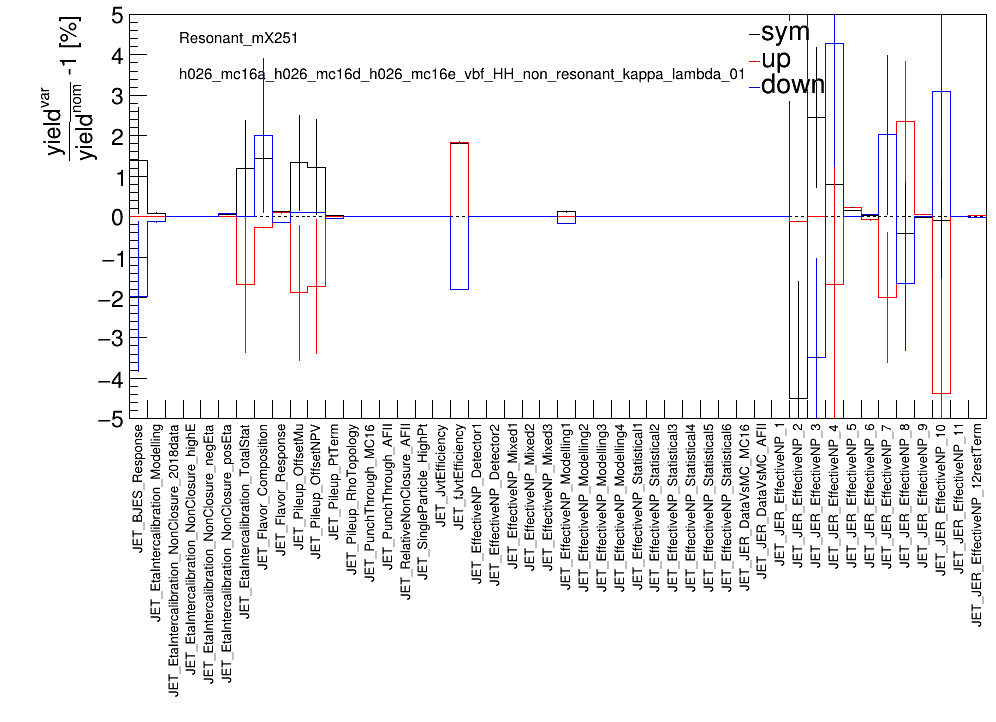 yield^var / yield^nom -1 [%]
5
4
3
2
1
0
−1
−2
−3
−4
−5
Resonant_mX251
h026_mc16a_h026_mc16d_h026_mc16e_vbf_HH_non_resonant_kappa_lambda_01
sym
up
down
JET_BJES_Response
JET_EtaIntercalibration_Modelling
JET_EtaIntercalibration_NonClosure_2018data
JET_EtaIntercalibration_NonClosure_highE
JET_EtaIntercalibration_NonClosure_negEta
JET_EtaIntercalibration_NonClosure_posEta
JET_EtaIntercalibration_TotalStat
JET_Flavor_Composition
JET_Flavor_Response
JET_Pileup_OffsetMu
JET_Pileup_OffsetNPV
JET_Pileup_PtTerm
JET_Pileup_RhoTopology
JET_PunchThrough_MC16
JET_PunchThrough_AFII
JET_RelativeNonClosure_AFII
JET_SingleParticle_HighPt
JET_JvtEfficiency
JET_fJvtEfficiency
JET_EffectiveNP_Detector1
JET_EffectiveNP_Detector2
JET_EffectiveNP_Mixed1
JET_EffectiveNP_Mixed2
JET_EffectiveNP_Mixed3
JET_EffectiveNP_Modelling1
JET_EffectiveNP_Modelling2
JET_EffectiveNP_Modelling3
JET_EffectiveNP_Modelling4
JET_EffectiveNP_Statistical1
JET_EffectiveNP_Statistical2
JET_EffectiveNP_Statistical3
JET_EffectiveNP_Statistical4
JET_EffectiveNP_Statistical5
JET_EffectiveNP_Statistical6
JET_JER_DataVsMC_MC16
JET_JER_DataVsMC_AFII
JET_JER_EffectiveNP_1
JET_JER_EffectiveNP_2
JET_JER_EffectiveNP_3
JET_JER_EffectiveNP_4
JET_JER_EffectiveNP_5
JET_JER_EffectiveNP_6
JET_JER_EffectiveNP_7
JET_JER_EffectiveNP_8
JET_JER_EffectiveNP_9
JET_JER_EffectiveNP_10
JET_JER_EffectiveNP_11
JET_JER_EffectiveNP_12restTerm